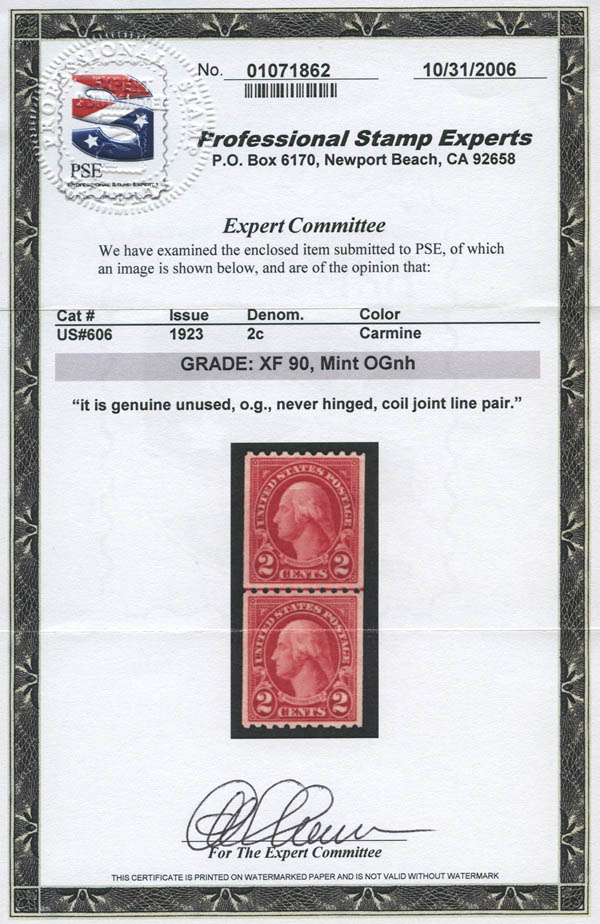 PROFESSIONAL STAMP
PSE
No. 01071862 10/31/2006
Professional Stamp Experts
P.O. Box 6170, Newport Beach, CA 92658
Expert Committee
We have examined the enclosed item submitted to PSE, of which
an image is shown below, and are of the opinion that:
Cat # Issue Denom. Color
US#606 1923 2c Carmine
GRADE: XF 90, Mint OGnh
“it is genuine unused, o.g., never hinged, coil joint line pair.”
UNITED STATES POSTAGE
2 CENTS 2
UNITED STATES POSTAGE
2 CENTS 2
For The Expert Committee
THIS CERTIFICATE IS PRINTED ON WATERMARKED PAPER AND IS NOT VALID WITHOUT WATERMARK